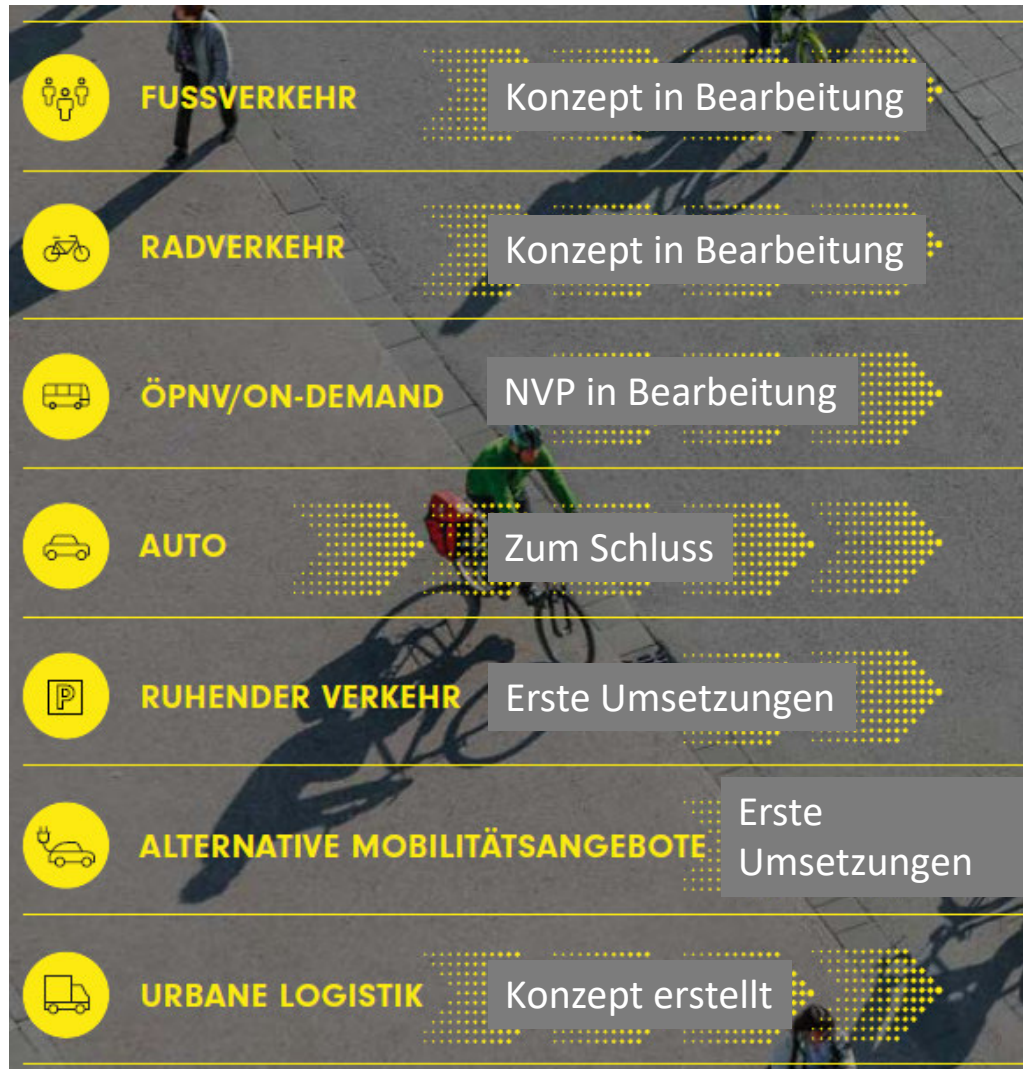 FUSSVERKEHR
Konzept in Bearbeitung
RADVERKEHR
Konzept in Bearbeitung
ÖPNV/ON-DEMAND
NVP in Bearbeitung
AUTO
Zum Schluss
RUHENDER VERKEHR
P
Erste Umsetzungen
ALTERNATIVE MOBILITÄTSANGEBOTE
Erste
Umsetzungen
URBANE LOGISTIK
Konzept erstellt